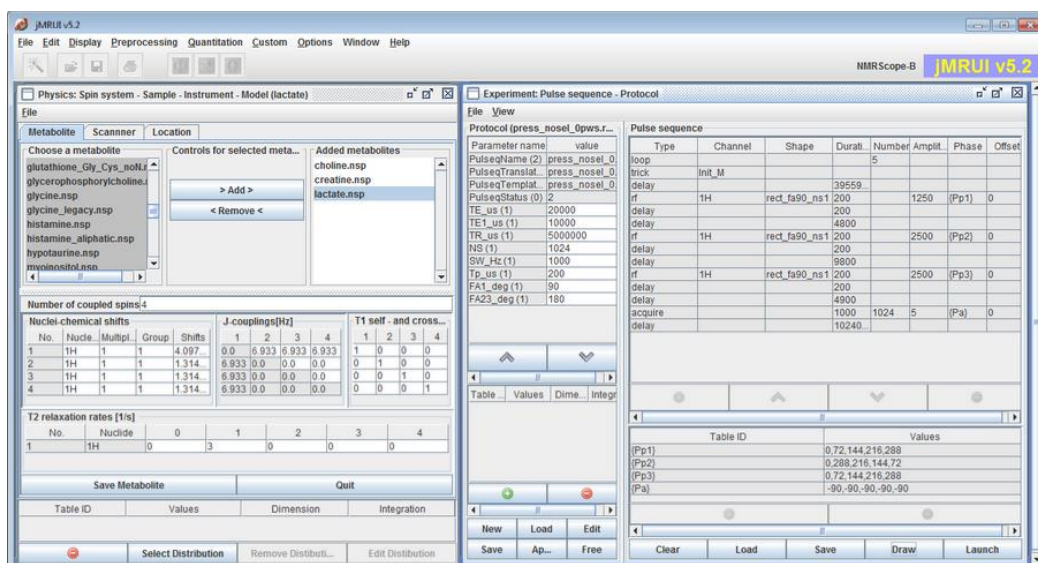 jMRUI v5.2
File Edit Display Preprocessing Quantitation Custom Options Window Help
NMRScope-B jMRUI v5.2
Physics: Spin system - Sample - Instrument - Model (lactate)
File
Metabolite Scannner Location
Choose a metabolite
glutathione_Gly_Cys_noN.r
glycerophosphorylcholine.r
glycine.nsp
glycine_legacy.nsp
histamine.nsp
histamine_aliphatic.nsp
hypotaurine.nsp
myoinositol.nsp
Controls for selected meta...
> Add >
< Remove <
Added metabolites
choline.nsp
creatine.nsp
lactate.nsp
Number of coupled spins 4
Nuclei-chemical shifts
No. Nucle... Multipl... Group Shifts
1 1H 1 1 4.097...
2 1H 1 1 1.314...
3 1H 1 1 1.314...
4 1H 1 1 1.314...
J-couplings[Hz]
1 2 3 4
0.0 6.933 6.933 6.933
6.933 0.0 0.0 0.0
6.933 0.0 0.0 0.0
6.933 0.0 0.0 0.0
T1 self - and cross...
1 2 3 4
1 0 0 0
0 1 0 0
0 0 1 0
0 0 0 1
T2 relaxation rates [1/s]
No. Nuclide 0 1 2 3 4
1 1H 0 3 0 0 0
Save Metabolite Quit
Table ID Values Dimension Integration
Select Distribution Remove Distibuti... Edit Distibution
Experiment: Pulse sequence - Protocol
File View
Protocol (press_nosel_0pws.r...
Parameter name value
PulseqName (2) press_nosel_0.
PulseqTranslat... press_nosel_0.
PulseqTemplat... press_nosel_0.
PulseqStatus (0) 2
TE_us (1) 20000
TE1_us (1) 10000
TR_us (1) 5000000
NS (1) 1024
SW_Hz (1) 1000
Tp_us (1) 200
FA1_deg (1) 90
FA23_deg (1) 180
Table ... Values Dime... Integr
New Load Edit
Save Ap... Free
Pulse sequence
Type Channel Shape Durati... Number Amplit... Phase Offset
loop 5
trick Init_M
delay 39559...
rf 1H rect_fa90_ns1 200 1250 {Pp1} 0
delay 200
delay 4800
rf 1H rect_fa90_ns1 200 2500 {Pp2} 0
delay 200
delay 9800
rf 1H rect_fa90_ns1 200 2500 {Pp3} 0
delay 200
delay 4900
acquire 1000 1024 5 {Pa} 0
delay 10240...
Table ID Values
{Pp1} 0,72,144,216,288
{Pp2} 0,288,216,144,72
{Pp3} 0,72,144,216,288
{Pa} -90,-90,-90,-90,-90
Clear Load Save Draw Launch